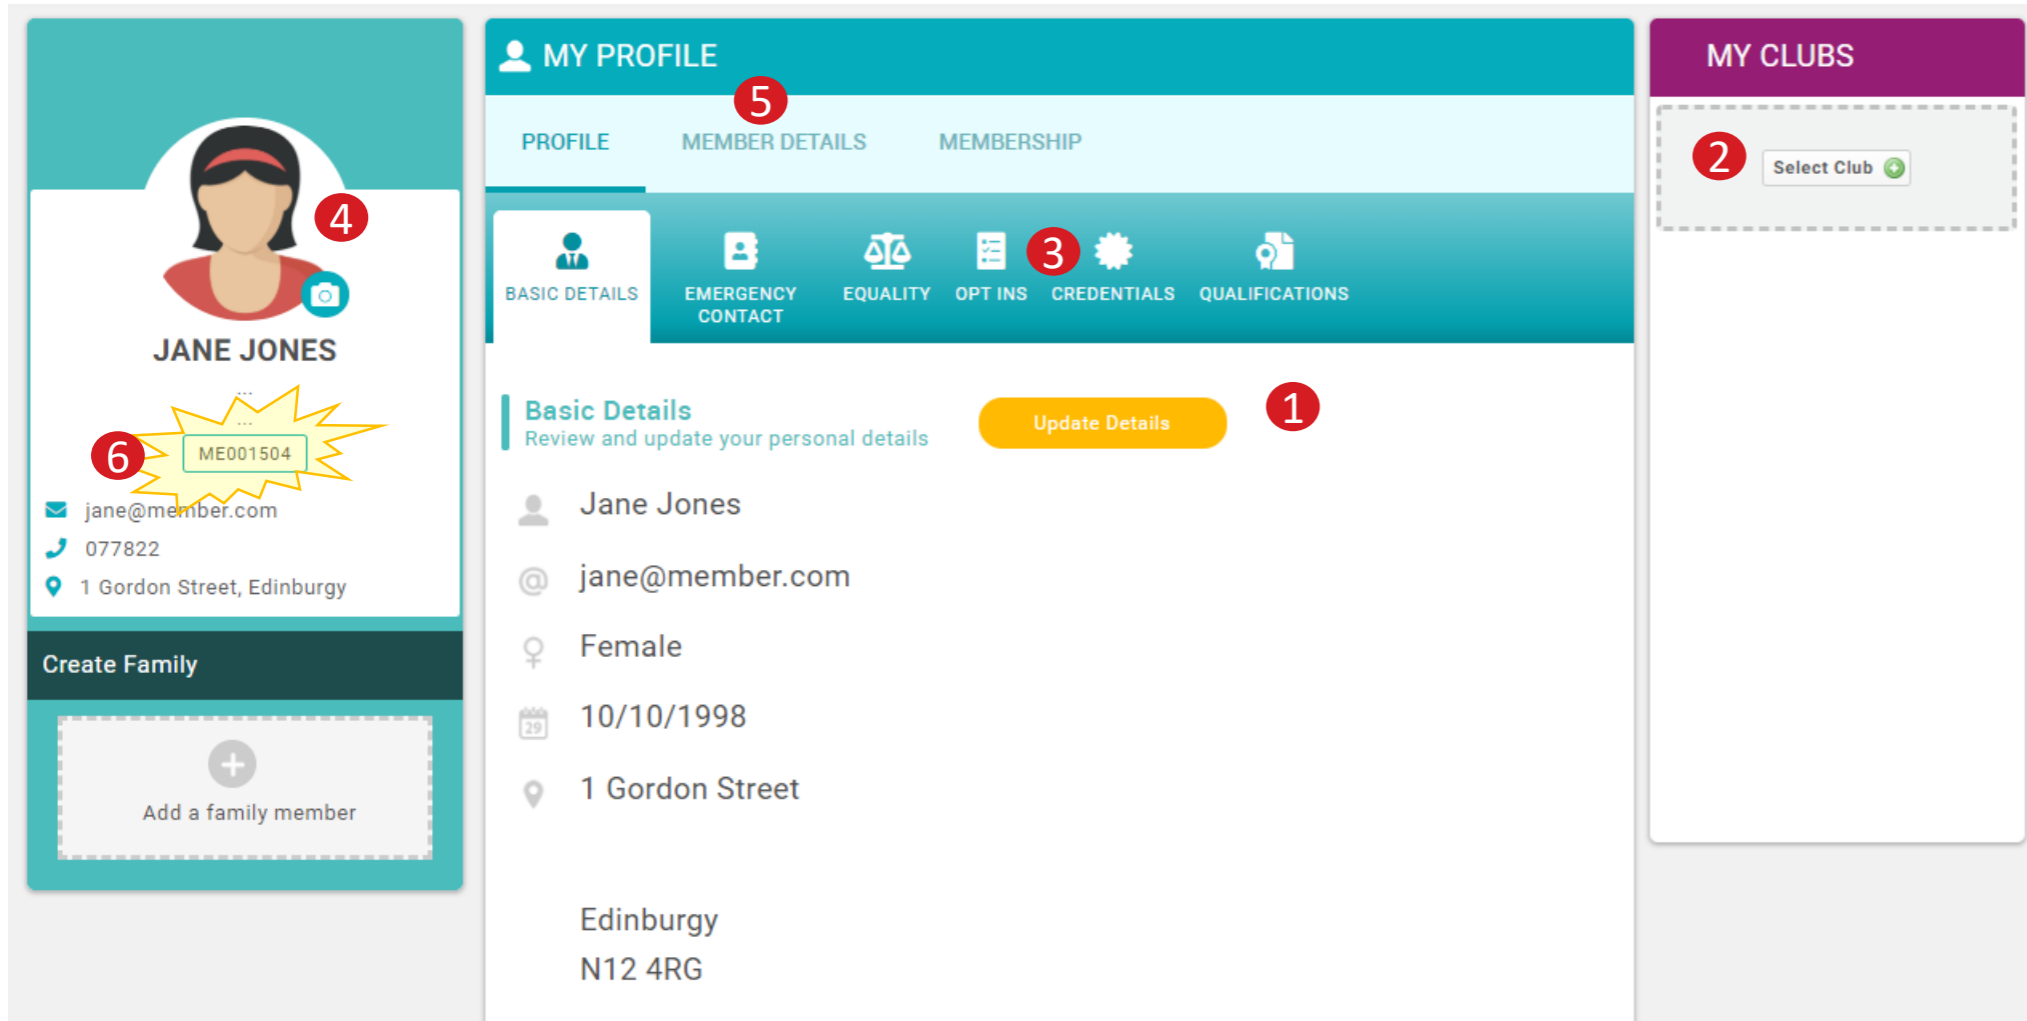 4
JANE JONES
...
...
6
ME001504
jane@member.com
077822
1 Gordon Street, Edinburgy
Create Family
Add a family member
MY PROFILE
5
PROFILE MEMBER DETAILS MEMBERSHIP
3
BASIC DETAILS
EMERGENCY
CONTACT
EQUALITY
OPT INS
CREDENTIALS
QUALIFICATIONS
Basic Details
Review and update your personal details
Update Details
1
Jane Jones
@
jane@member.com
Female
29
10/10/1998
1 Gordon Street
Edinburgy
N12 4RG
MY CLUBS
2
Select Club